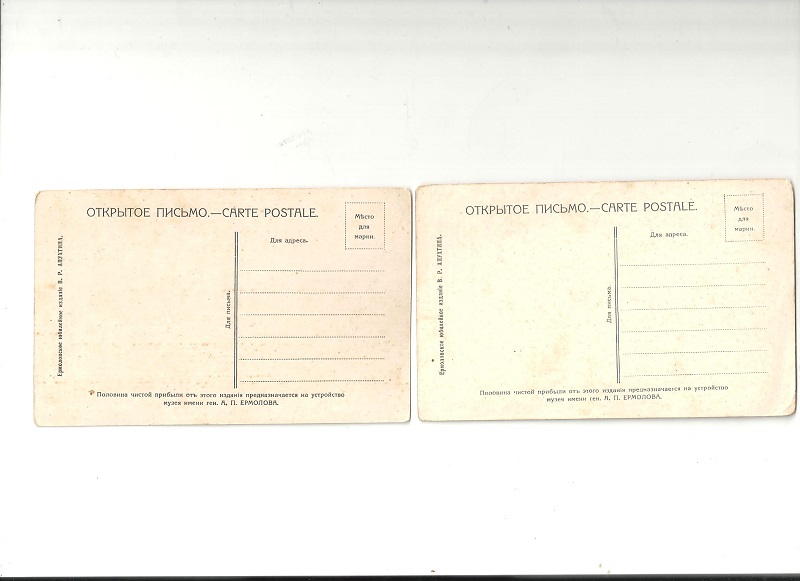 ОТКРЫТОЕ ПИСЬМО.—CARTE POSTALE.
Мѣсто
для
марки.
Для адреса.
Для письма.
Ермоловское юбилейное изданіе В. Р. АПУХТИНА.
Половина чистой прибыли отъ этого изданія предназначается на устройство
музея имени ген. А. П. ЕРМОЛОВА.
ОТКРЫТОЕ ПИСЬМО.—CARTE POSTALE.
Мѣсто
для
марки.
Для адреса.
Для письма.
Ермоловское юбилейное изданіе В. Р. АПУХТИНА.
Половина чистой прибыли отъ этого изданія предназначается на устройство
музея имени ген. А. П. ЕРМОЛОВА.